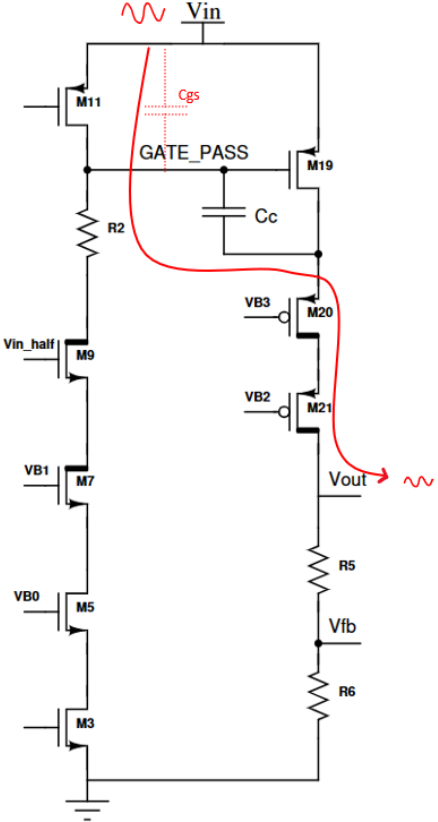 Vin
M11
Cgs
GATE_PASS
M19
R2
Cc
VB3
M20
Vin_half
M9
VB2
M21
VB1
M7
Vout
R5
VB0
M5
Vfb
R6
M3